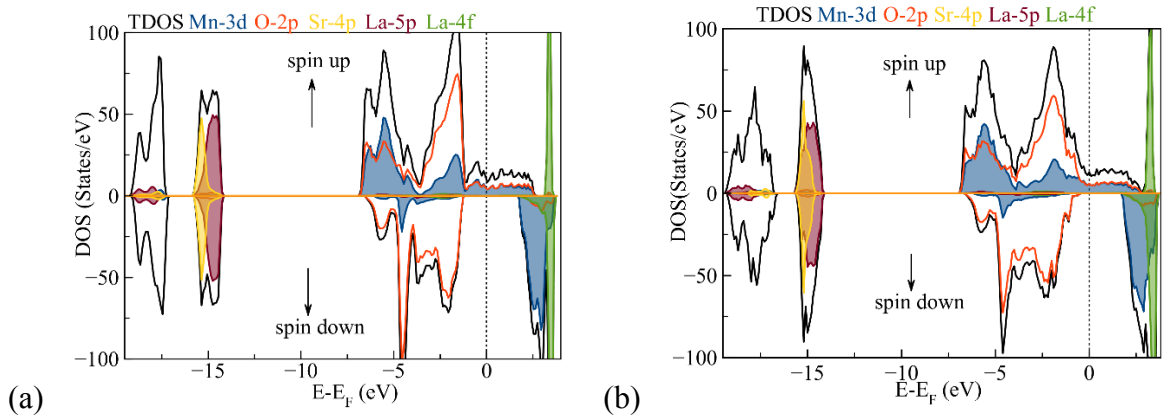 TDOS Mn-3d O-2p Sr-4p La-5p La-4f
100
50
0
−50
−100
DOS (States/eV)
spin up
spin down
−15
−10
−5
0
E-EF (eV)
(a)
TDOS Mn-3d O-2p Sr-4p La-5p La-4f
100
50
0
−50
−100
DOS(States/eV)
spin up
spin down
−15
−10
−5
0
E-EF (eV)
(b)